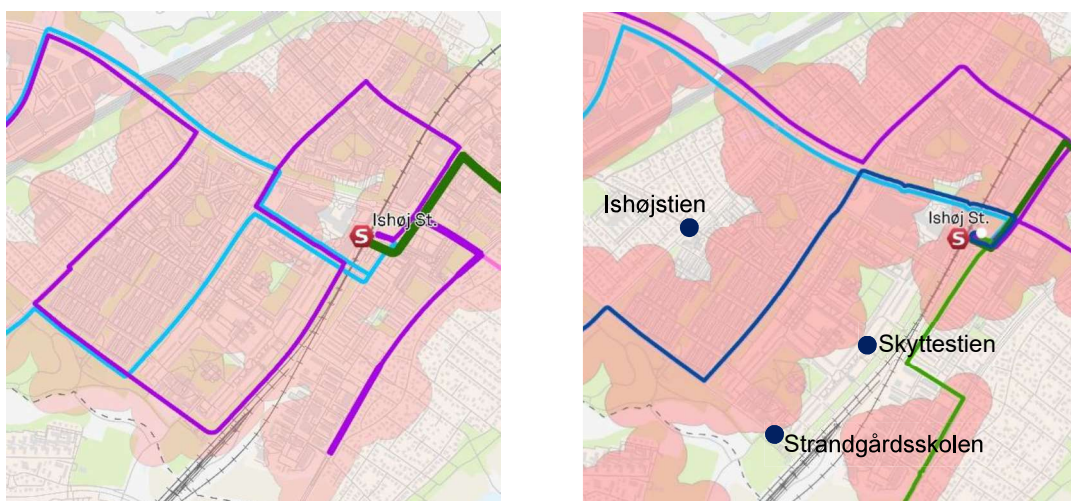 Ishøj St.
S
Ishøjstien
Ishøj St.
S
Skyttestien
Strandgårdsskolen